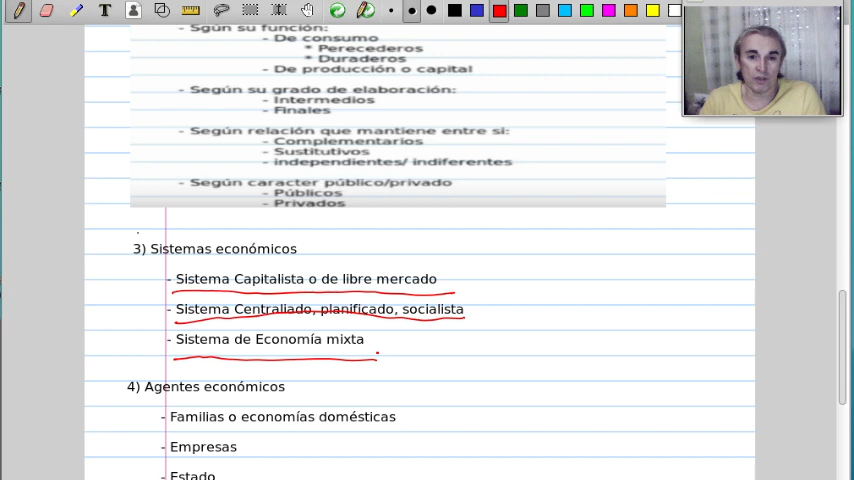 - Sgún su función:
- De consumo
* Perecederos
* Duraderos
- De producción o capital
- Según su grado de elaboración:
- Intermedios
- Finales
- Según relación que mantiene entre sí:
- Complementarios
- Sustitutivos
- independientes/ indiferentes
- Según caracter público/privado
- Públicos
- Privados
3) Sistemas económicos
- Sistema Capitalista o de libre mercado
- Sistema Centraliado, planificado, socialista
- Sistema de Economía mixta
4) Agentes económicos
- Familias o economías domésticas
- Empresas
- Estado